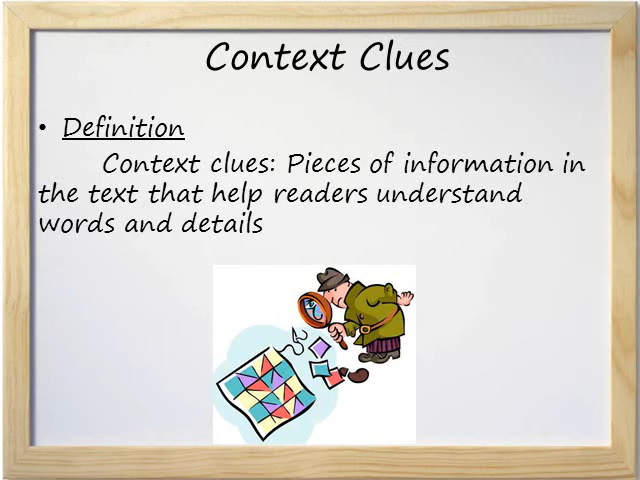 Context Clues
• Definition
Context clues: Pieces of information in
the text that help readers understand
words and details